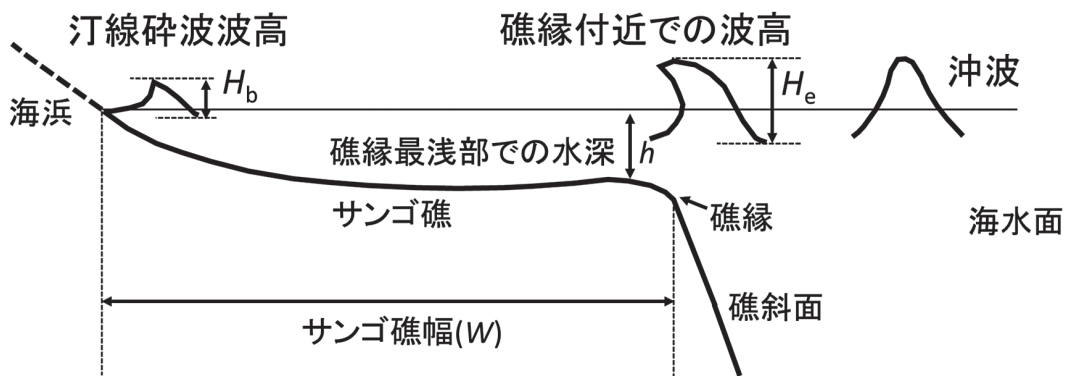 汀線砕波波高
礁縁付近での波高
沖波
Hb
He
海浜
礁縁最浅部での水深
h
サンゴ礁
礁縁
海水面
礁斜面
サンゴ礁幅(W)